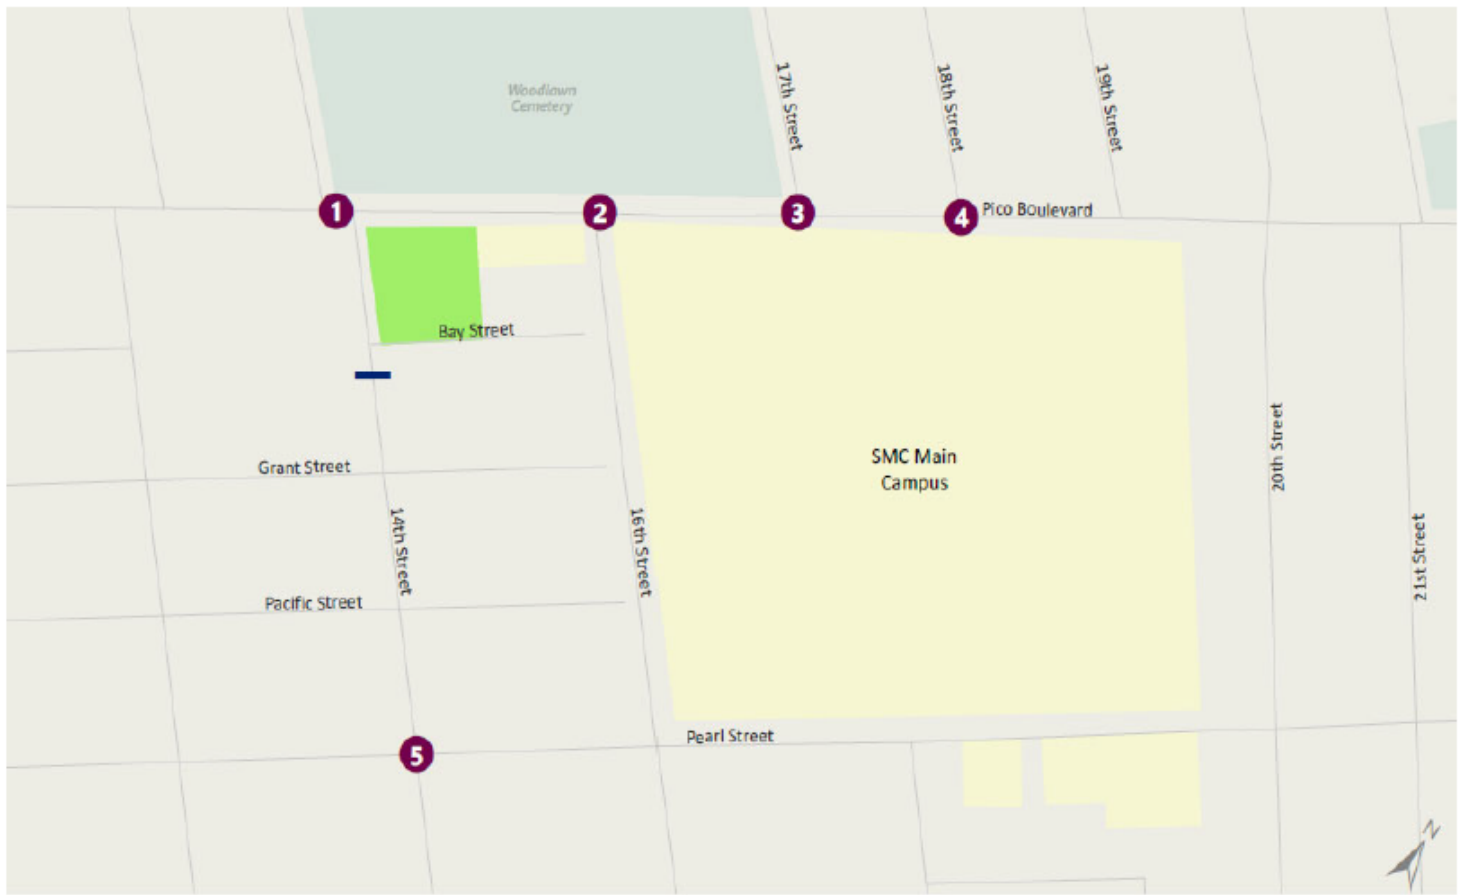 Woodlawn
Cemetery
17th Street
18th Street
19th Street
1
2
3
4
Pico Boulevard
Bay Street
SMC Main
Campus
20th Street
Grant Street
14th Street
16th Street
21st Street
Pacific Street
Pearl Street
5
N